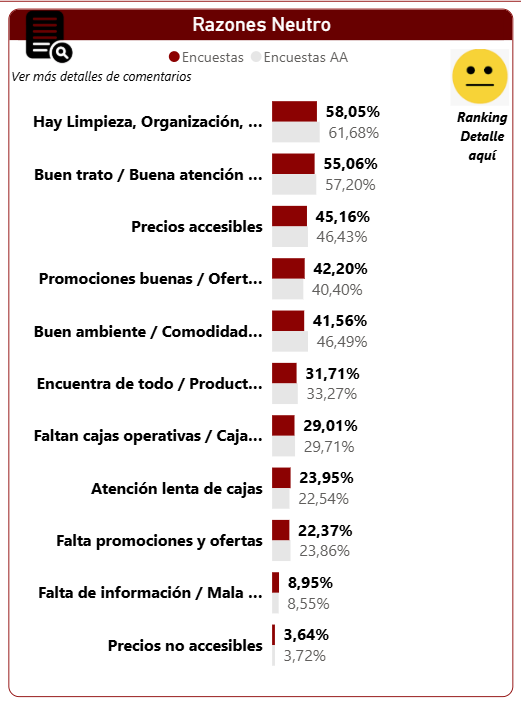 Razones Neutro
Encuestas Encuestas AA
Ver más detalles de comentarios
Ranking
Detalle
aquí
Hay Limpieza, Organización, ...
58,05%
61,68%
Buen trato / Buena atención ...
55,06%
57,20%
Precios accesibles
45,16%
46,43%
Promociones buenas / Ofert...
42,20%
40,40%
Buen ambiente / Comodidad...
41,56%
46,49%
Encuentra de todo / Product...
31,71%
33,27%
Faltan cajas operativas / Caja...
29,01%
29,71%
Atención lenta de cajas
23,95%
22,54%
Falta promociones y ofertas
22,37%
23,86%
Falta de información / Mala ...
8,95%
8,55%
Precios no accesibles
3,64%
3,72%